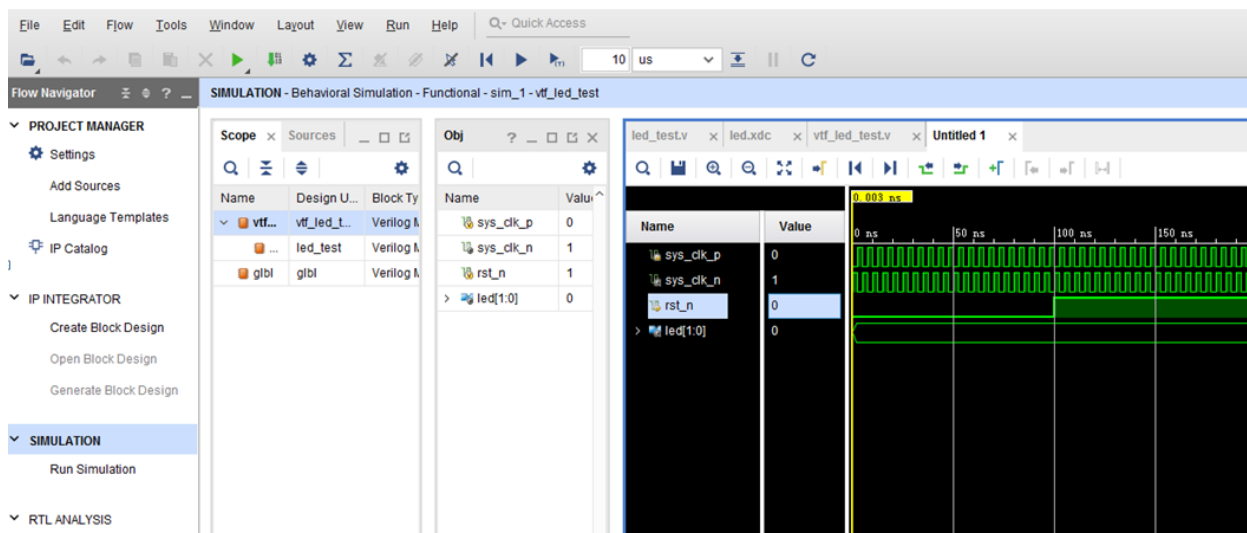 File Edit Flow Tools Window Layout View Run Help Quick Access
10 us
Flow Navigator ?
SIMULATION - Behavioral Simulation - Functional - sim_1 - vtf_led_test
PROJECT MANAGER
Settings
Add Sources
Language Templates
IP Catalog
IP INTEGRATOR
Create Block Design
Open Block Design
Generate Block Design
SIMULATION
Run Simulation
RTL ANALYSIS
Scope Sources
Name Design U... Block Ty
vtf... vtf_led_t... Verilog M
... led_test Verilog M
glbl glbl Verilog M
Obj ?
Name Value
sys_clk_p 0
sys_clk_n 1
rst_n 1
led[1:0] 0
led_test.v led.xdc vtf_led_test.v Untitled 1
Name Value
sys_clk_p 0
sys_clk_n 1
rst_n 0
led[1:0] 0
0.003 ns
0 ns 50 ns 100 ns 150 ns